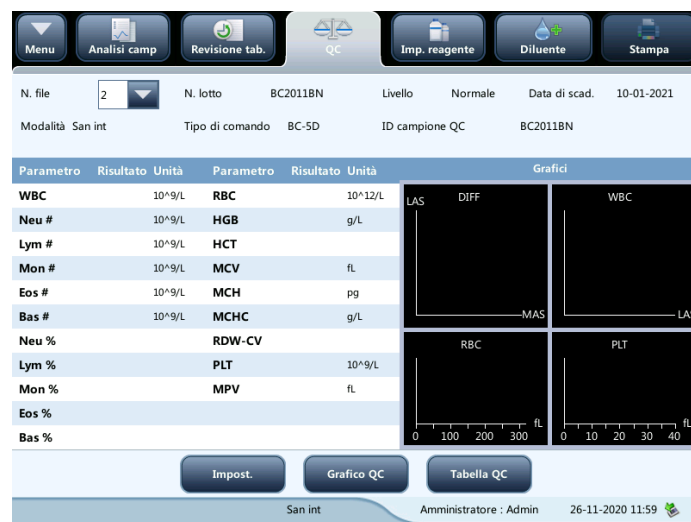 Menu Analisi camp Revisione tab. QC Imp. reagente Diluente Stampa
N. file 2 N. lotto BC2011BN Livello Normale Data di scad. 10-01-2021
Modalità San int Tipo di comando BC-5D ID campione QC BC2011BN
Parametro Risultato Unità Parametro Risultato Unità Grafici
WBC 10^9/L RBC 10^12/L
Neu # 10^9/L HGB g/L
Lym # 10^9/L HCT
Mon # 10^9/L MCV fL
Eos # 10^9/L MCH pg
Bas # 10^9/L MCHC g/L
Neu % RDW-CV
Lym % PLT 10^9/L
Mon % MPV fL
Eos %
Bas %
LAS DIFF WBC
MAS LA
RBC PLT
fL fL
0 100 200 300 0 10 20 30 40
Impost. Grafico QC Tabella QC
San int Amministratore : Admin 26-11-2020 11:59